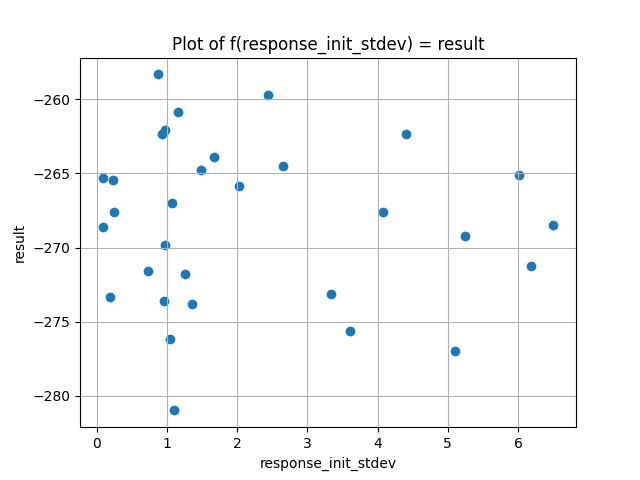 Plot of f(response_init_stdev) = result
−260
−265
−270
−275
−280
result
0 1 2 3 4 5 6
response_init_stdev